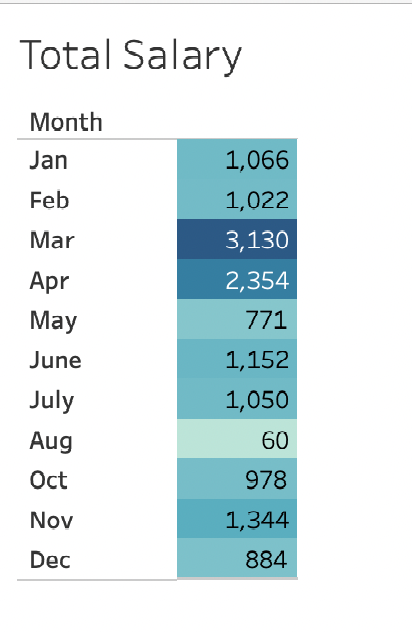 Total Salary
Month
Jan 1,066
Feb 1,022
Mar 3,130
Apr 2,354
May 771
June 1,152
July 1,050
Aug 60
Oct 978
Nov 1,344
Dec 884